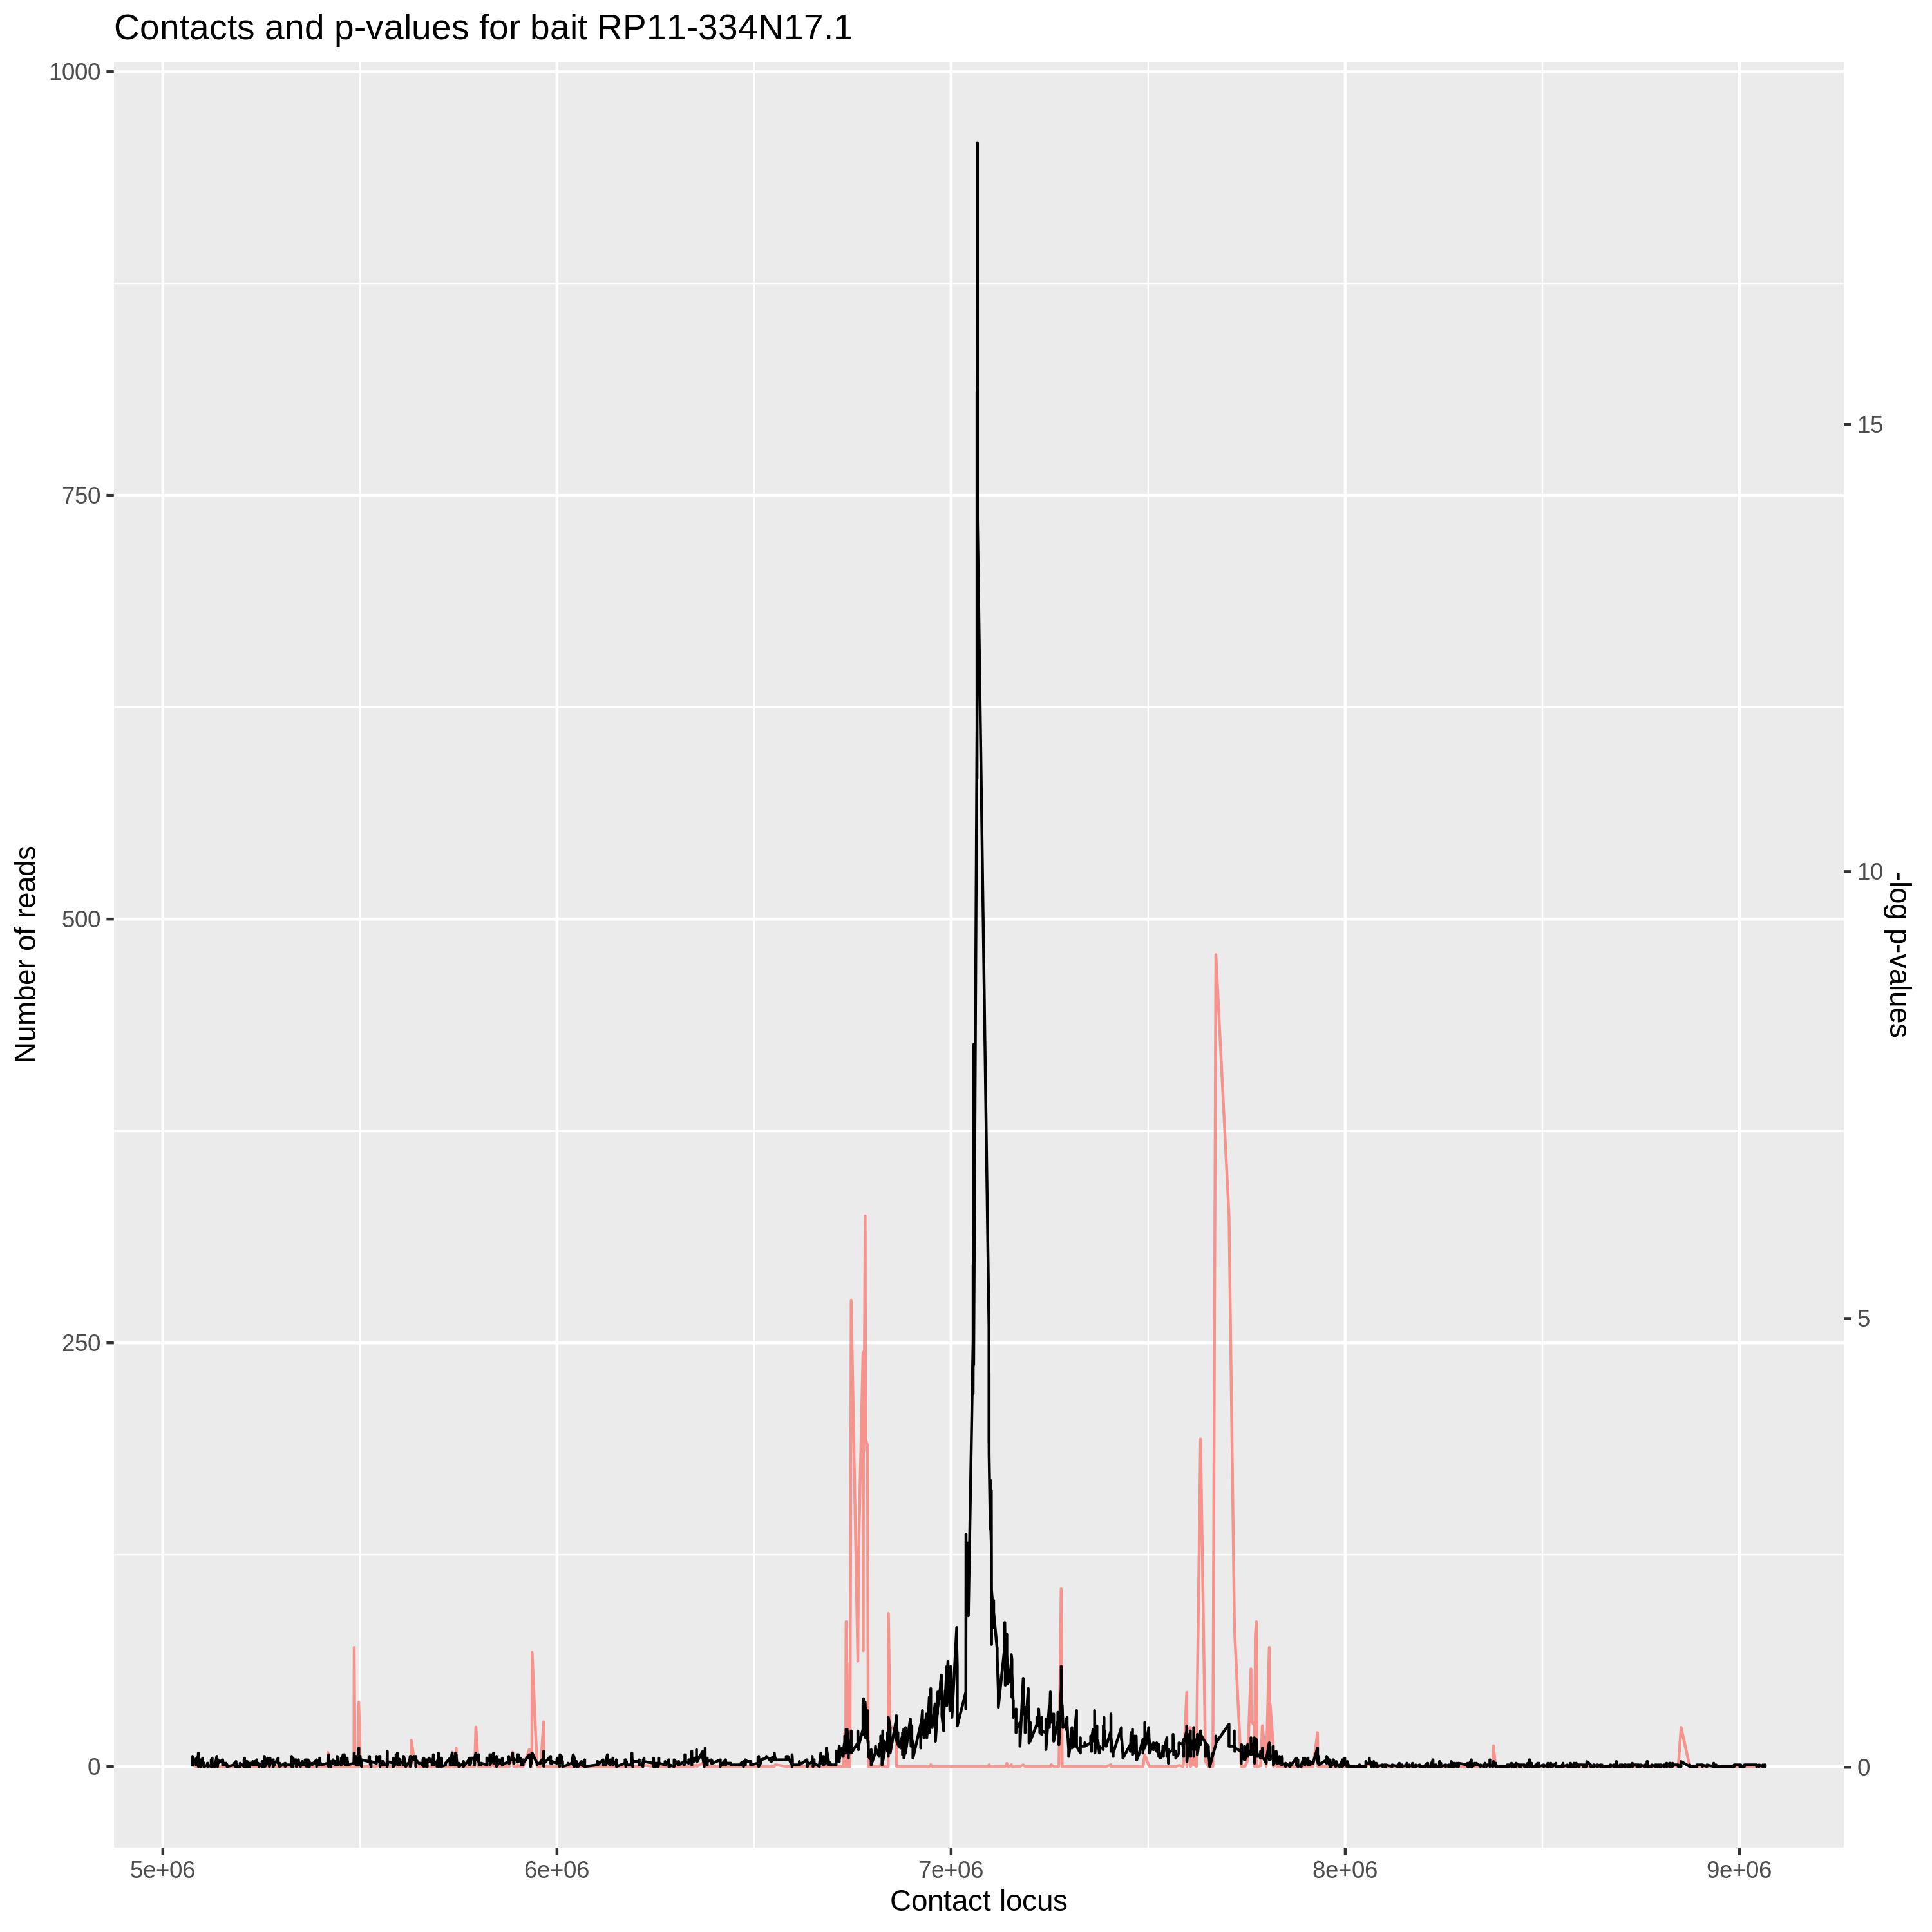 Contacts and p-values for bait RP11-334N17.1
1000
750
500
250
0
Number of reads
15
10
5
0
-log p-values
5e+06
6e+06
7e+06
8e+06
9e+06
Contact locus